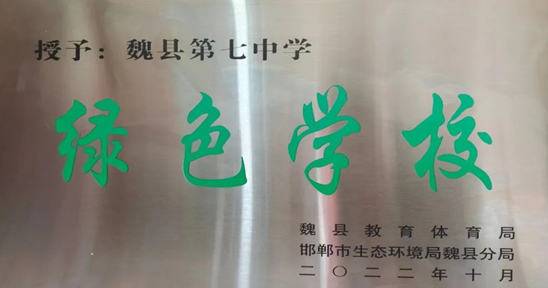 授予：魏县第七中学
绿色学校
魏县教育体育局
邯郸市生态环境局魏县分局
二〇二二年十月